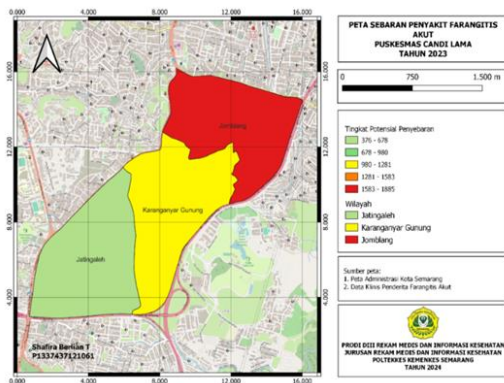 0.000 4.000 8.000 12.000 16.000
16.000
12.000
8.000
4.000
Jomblang
Karanganyar Gunung
Jatingaleh
Shafira Berlian T
P1337437121061
0.000 4.000 8.000 12.000 16.000
PETA SEBARAN PENYAKIT FARANGITIS
AKUT
PUSKESMAS CANDI LAMA
TAHUN 2023
0 750 1.500 m
Tingkat Potensial Penyebaran
376 - 678
678 - 980
980 - 1281
1281 - 1583
1583 - 1885
Wilayah
Jatingaleh
Karanganyar Gunung
Jomblang
Sumber peta:
1. Peta Administrasi Kota Semarang
2. Data Klinis Penderita Farangitis Akut
PRODI DIII REKAM MEDIS DAN INFORMASI KESEHATAN
JURUSAN REKAM MEDIS DAN INFORMASI KESEHATAN
POLTEKKES KEMENKES SEMARANG
TAHUN 2024